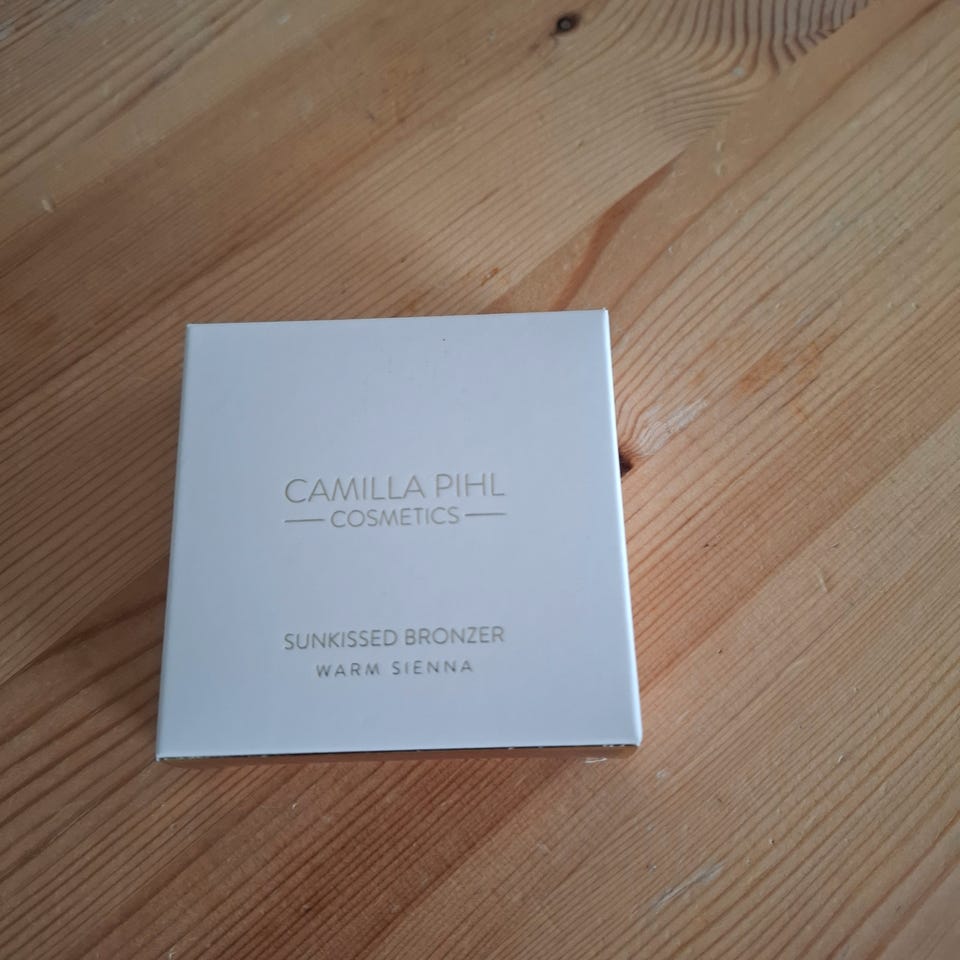 CAMILLA PIHL
COSMETICS
SUNKISSED BRONZER
WARM SIENNA